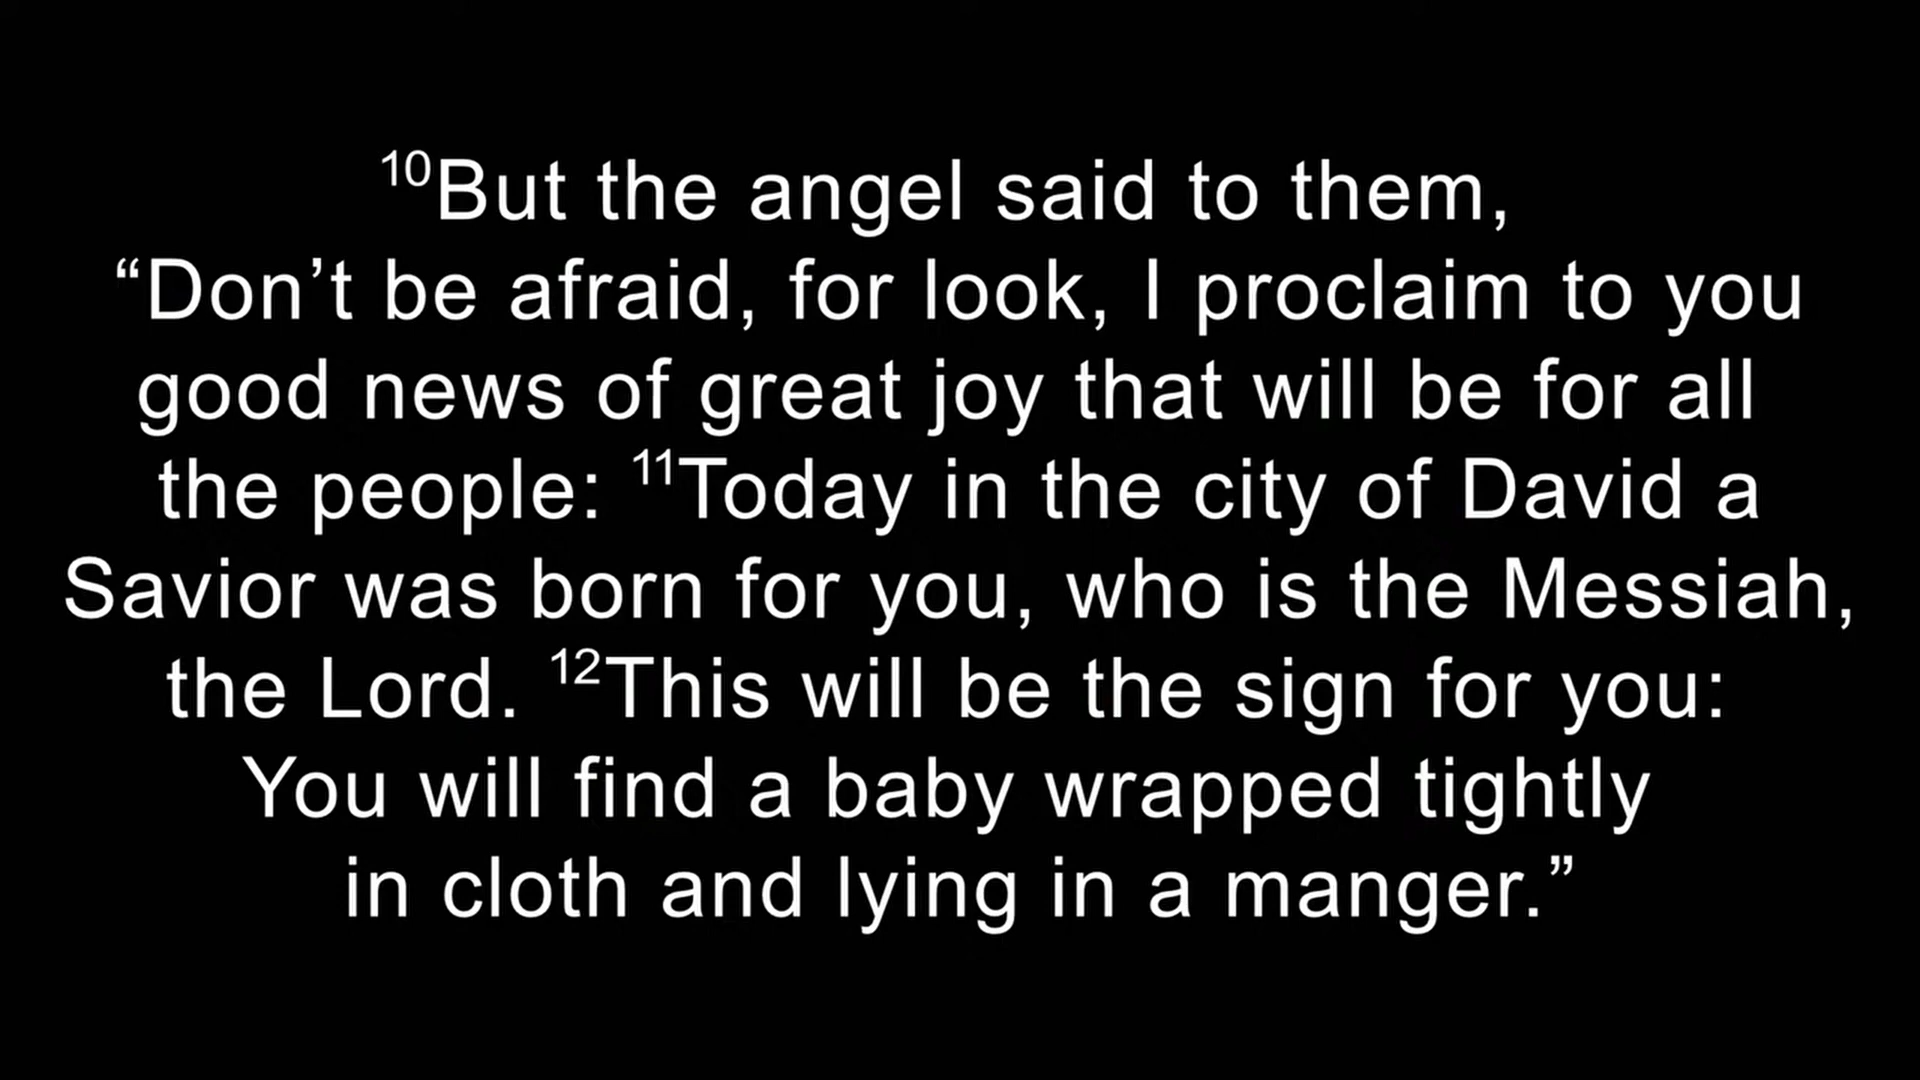 ¹⁰But the angel said to them,
“Don’t be afraid, for look, I proclaim to you
good news of great joy that will be for all
the people: ¹¹Today in the city of David a
Savior was born for you, who is the Messiah,
the Lord. ¹²This will be the sign for you:
You will find a baby wrapped tightly
in cloth and lying in a manger.”